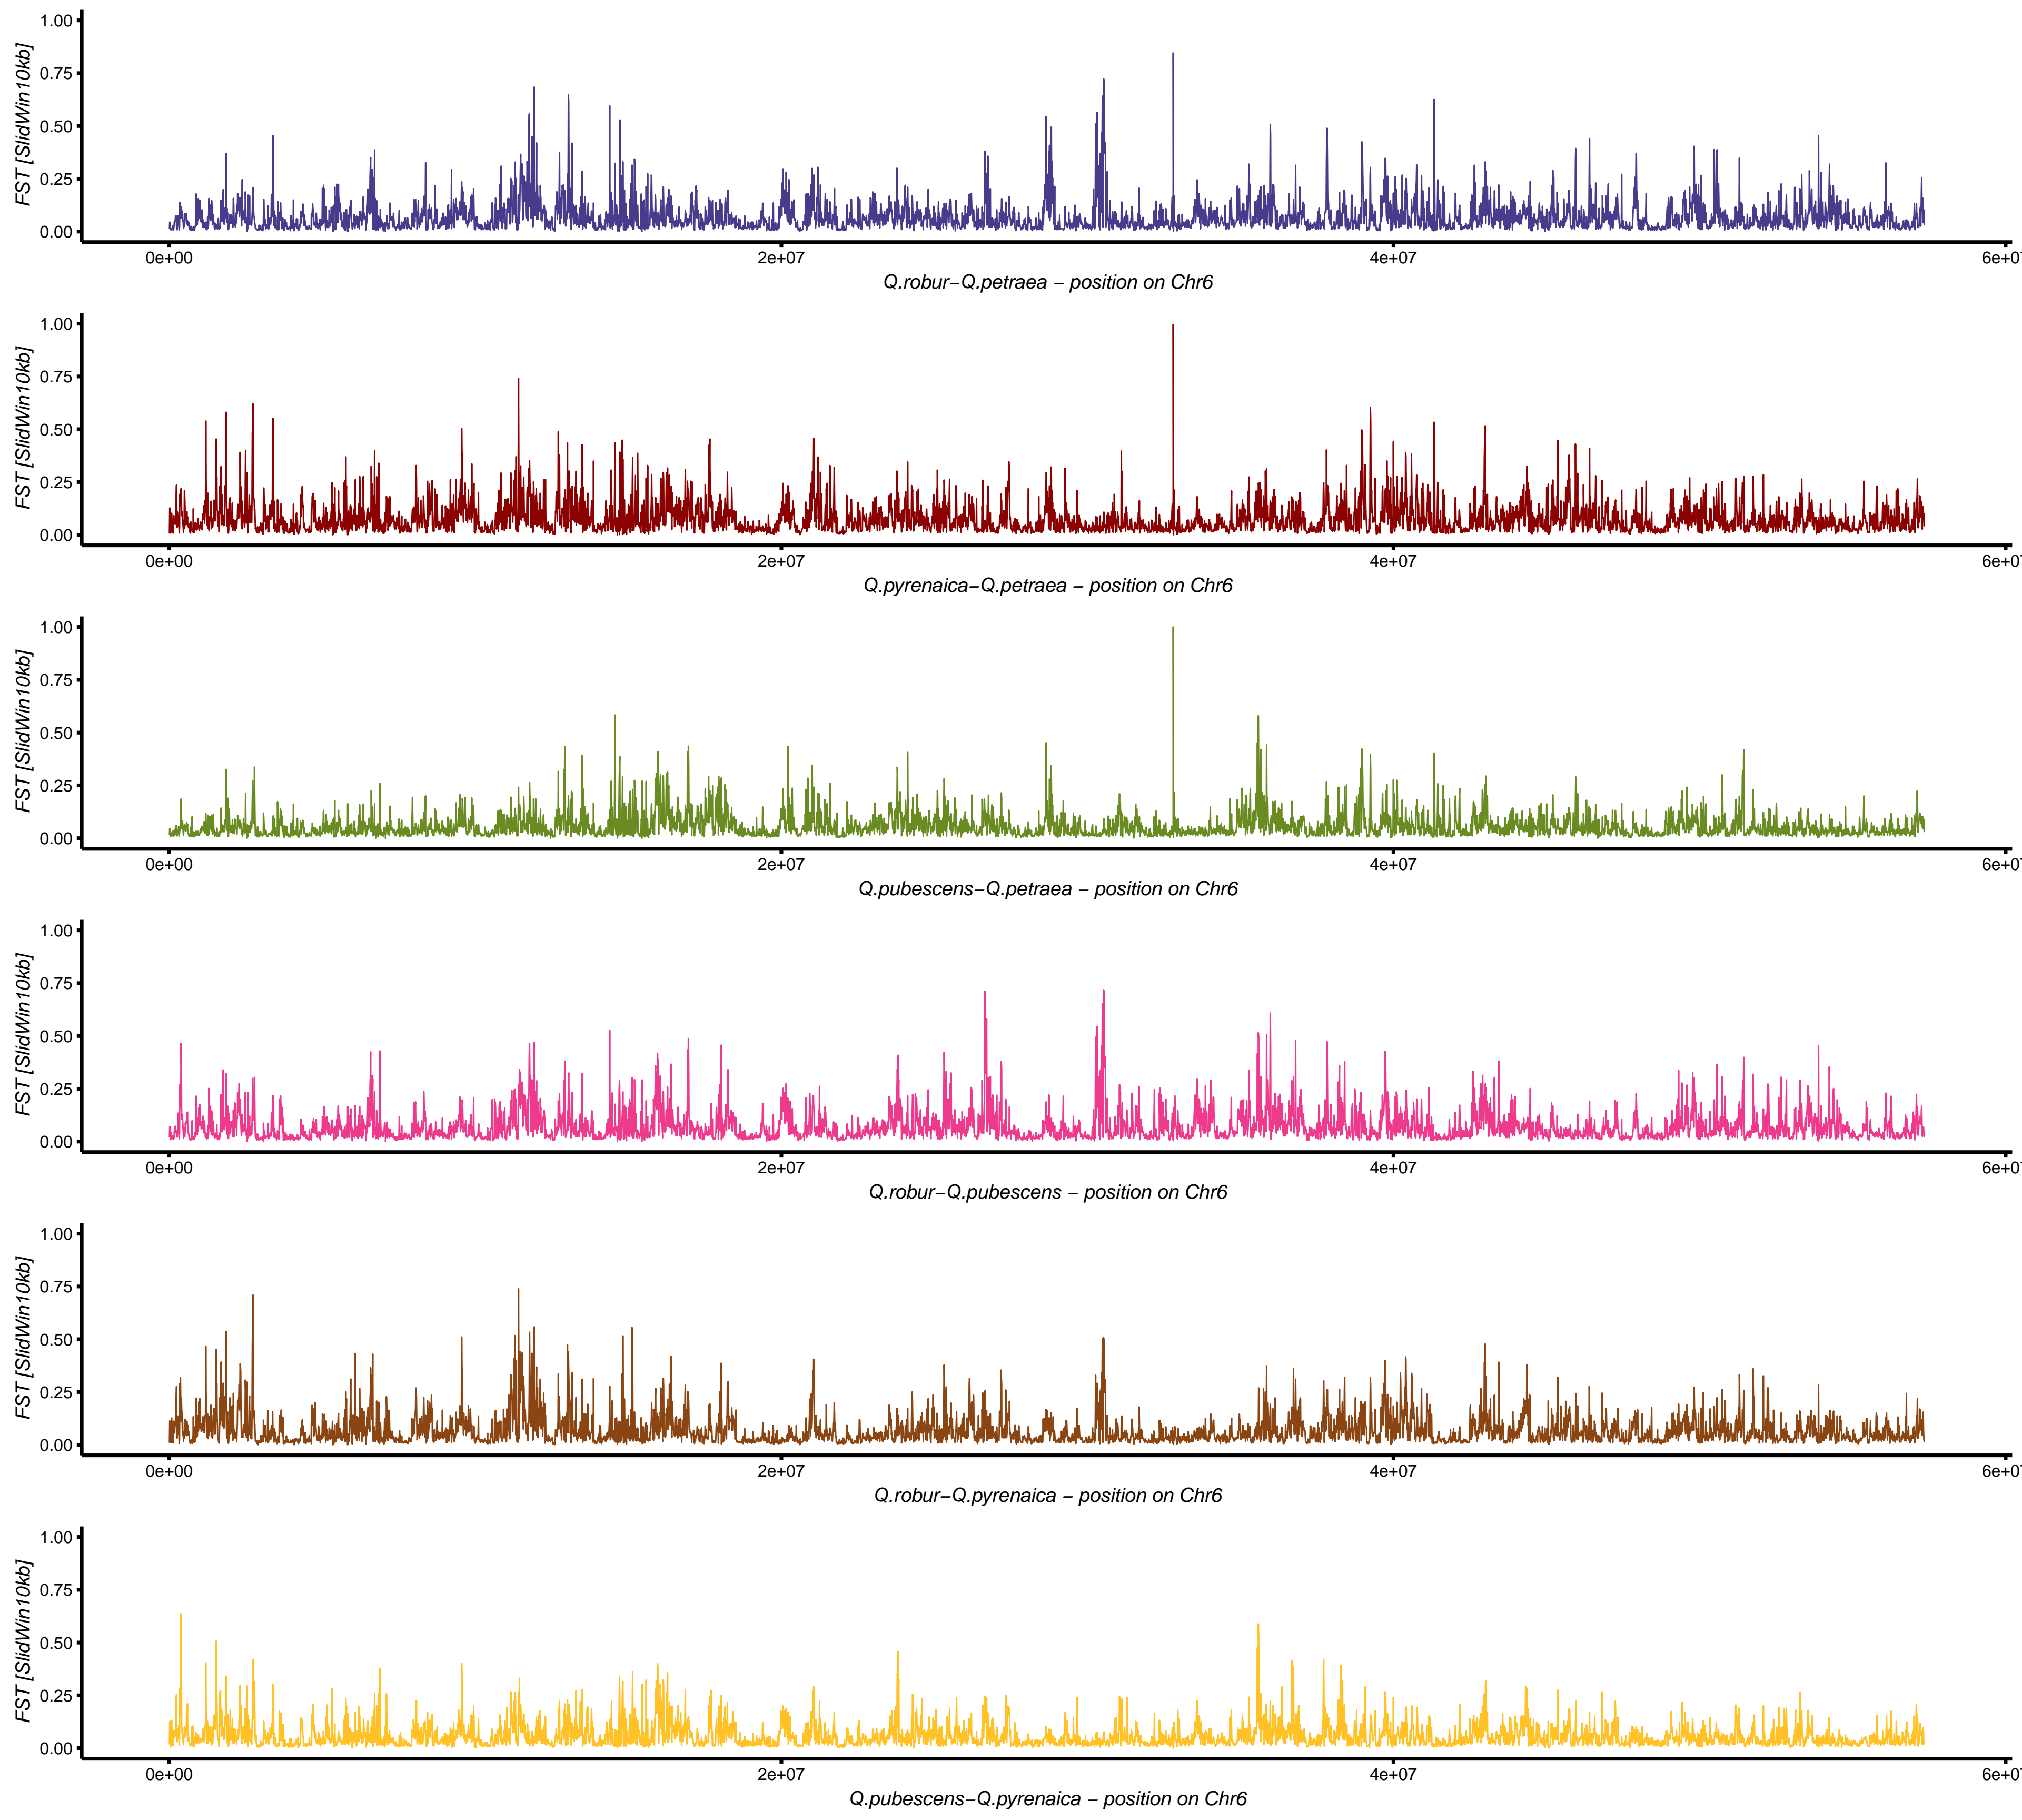 FST [SlidWin10kb]
1.00
0.75
0.50
0.25
0.00
0e+00 2e+07 4e+07 6e+0
Q.robur−Q.petraea − position on Chr6
FST [SlidWin10kb]
1.00
0.75
0.50
0.25
0.00
0e+00 2e+07 4e+07 6e+0
Q.pyrenaica−Q.petraea − position on Chr6
FST [SlidWin10kb]
1.00
0.75
0.50
0.25
0.00
0e+00 2e+07 4e+07 6e+0
Q.pubescens−Q.petraea − position on Chr6
FST [SlidWin10kb]
1.00
0.75
0.50
0.25
0.00
0e+00 2e+07 4e+07 6e+0
Q.robur−Q.pubescens − position on Chr6
FST [SlidWin10kb]
1.00
0.75
0.50
0.25
0.00
0e+00 2e+07 4e+07 6e+0
Q.robur−Q.pyrenaica − position on Chr6
FST [SlidWin10kb]
1.00
0.75
0.50
0.25
0.00
0e+00 2e+07 4e+07 6e+0
Q.pubescens−Q.pyrenaica − position on Chr6